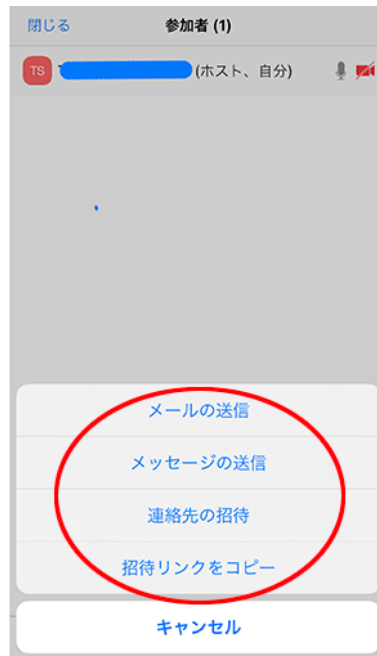 閉じる 参加者 (1)
TS (ホスト、自分)
メールの送信
メッセージの送信
連絡先の招待
招待リンクをコピー
キャンセル